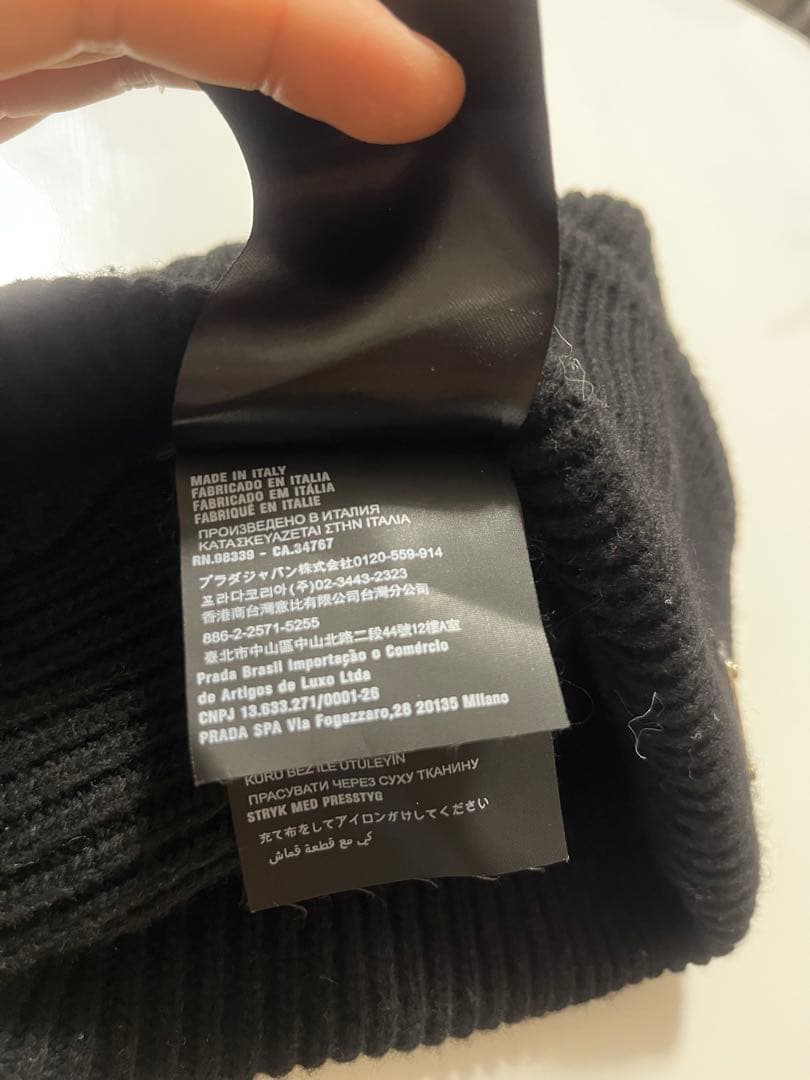 MADE IN ITALY
FABRICADO EN ITALIA
FABRICADO EM ITÁLIA
FABRIQUÉ EN ITALIE
ПРОИЗВЕДЕНО В ИТАЛИЯ
ΚΑΤΑΣΚΕΥΑΖΕΤΑΙ ΣΤΗΝ ΙΤΑΛΙΑ
RN.98339 - CA.34767
プラダジャパン株式会社0120-559-914
프라다코리아(주)02-3443-2323
香港商台灣意比有限公司台灣分公司
886-2-2571-5255
臺北市中山區中山北路二段44號12樓A室
Prada Brasil Importação o Comércio
de Artigos de Luxo Ltda
CNPJ 13.633.271/0001-26
PRADA SPA Via Fogazzaro,28 20135 Milano
KURU BEZ İLE ÜTÜLEYİN
ПРАСУВАТИ ЧЕРЕЗ СУХУ ТКАНИНУ
STRYK MED PRESSTYG
充て布をしてアイロンがけしてください
كي مع قطعة قماش